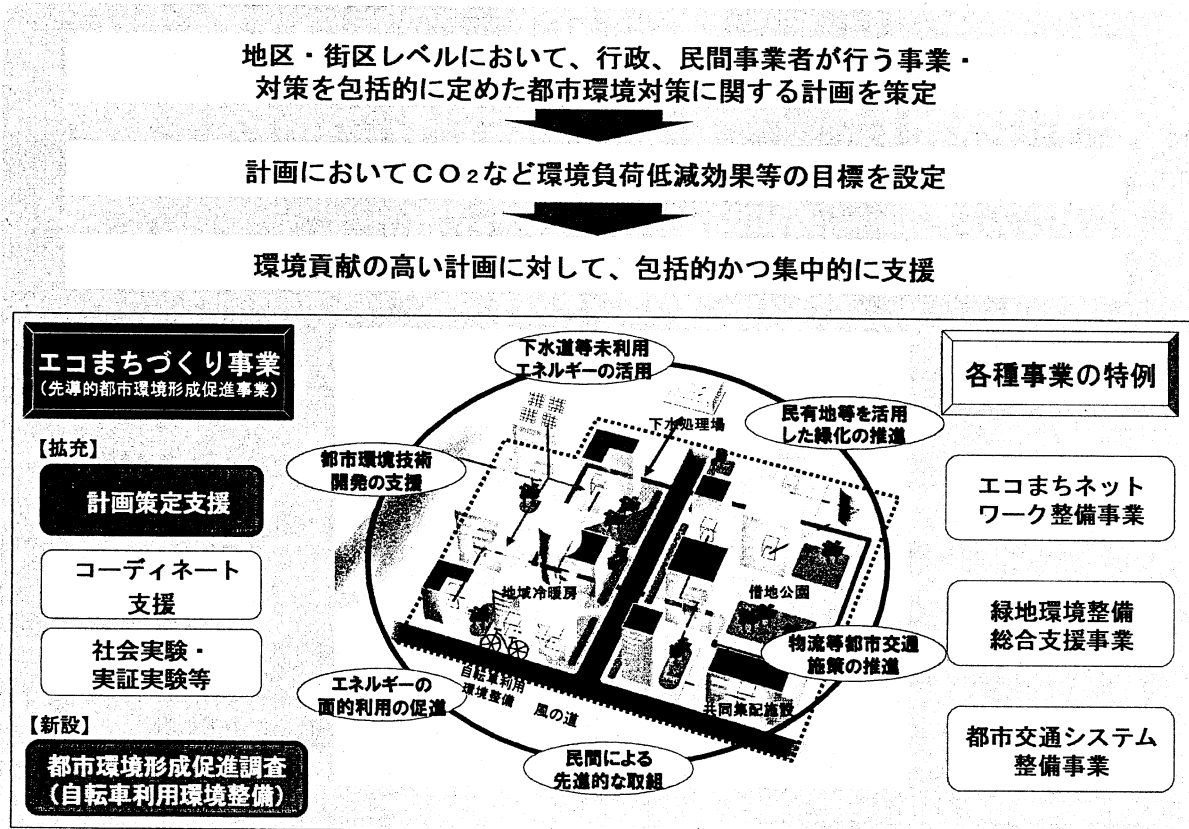 地区・街区レベルにおいて、行政、民間事業者が行う事業・
対策を包括的に定めた都市環境対策に関する計画を策定
計画においてCO₂など環境負荷低減効果等の目標を設定
環境貢献の高い計画に対して、包括的かつ集中的に支援
エコまちづくり事業
(先導的都市環境形成促進事業)
【拡充】
計画策定支援
コーディネート
支援
社会実験・
実証実験等
【新設】
都市環境形成促進調査
(自転車利用環境整備)
下水道等未利用
エネルギーの活用
民有地等を活用
した緑化の推進
都市環境技術
開発の支援
下水処理場
地域冷暖房
借地公園
物流等都市交通
施策の推進
エネルギーの
面的利用の促進
自転車利用
環境整備
風の道
共同集配施設
民間による
先進的な取組
各種事業の特例
エコまちネット
ワーク整備事業
緑地環境整備
総合支援事業
都市交通システム
整備事業